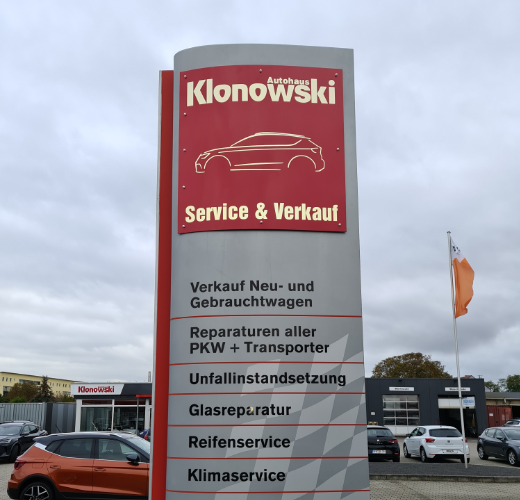 Autohaus
Klonowski
Service & Verkauf
Verkauf Neu- und
Gebrauchtwagen
Reparaturen aller
PKW + Transporter
Unfallinstandsetzung
Glasreparatur
Reifenservice
Klimaservice
Klonowski